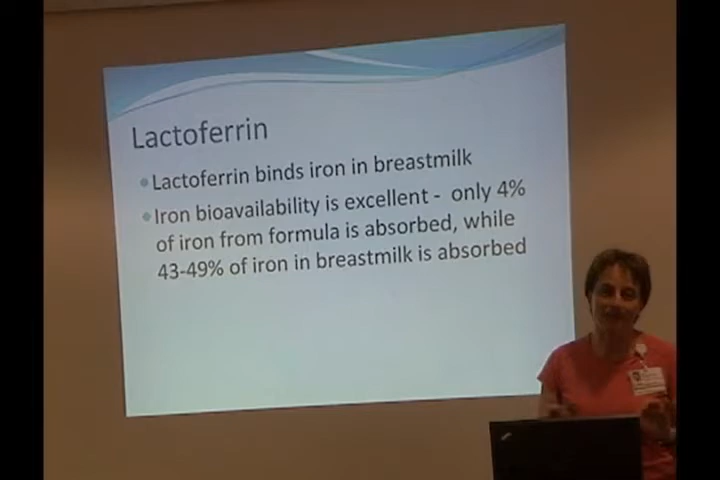 Lactoferrin
Lactoferrin binds iron in breastmilk
Iron bioavailability is excellent - only 4%
of iron from formula is absorbed, while
43-49% of iron in breastmilk is absorbed